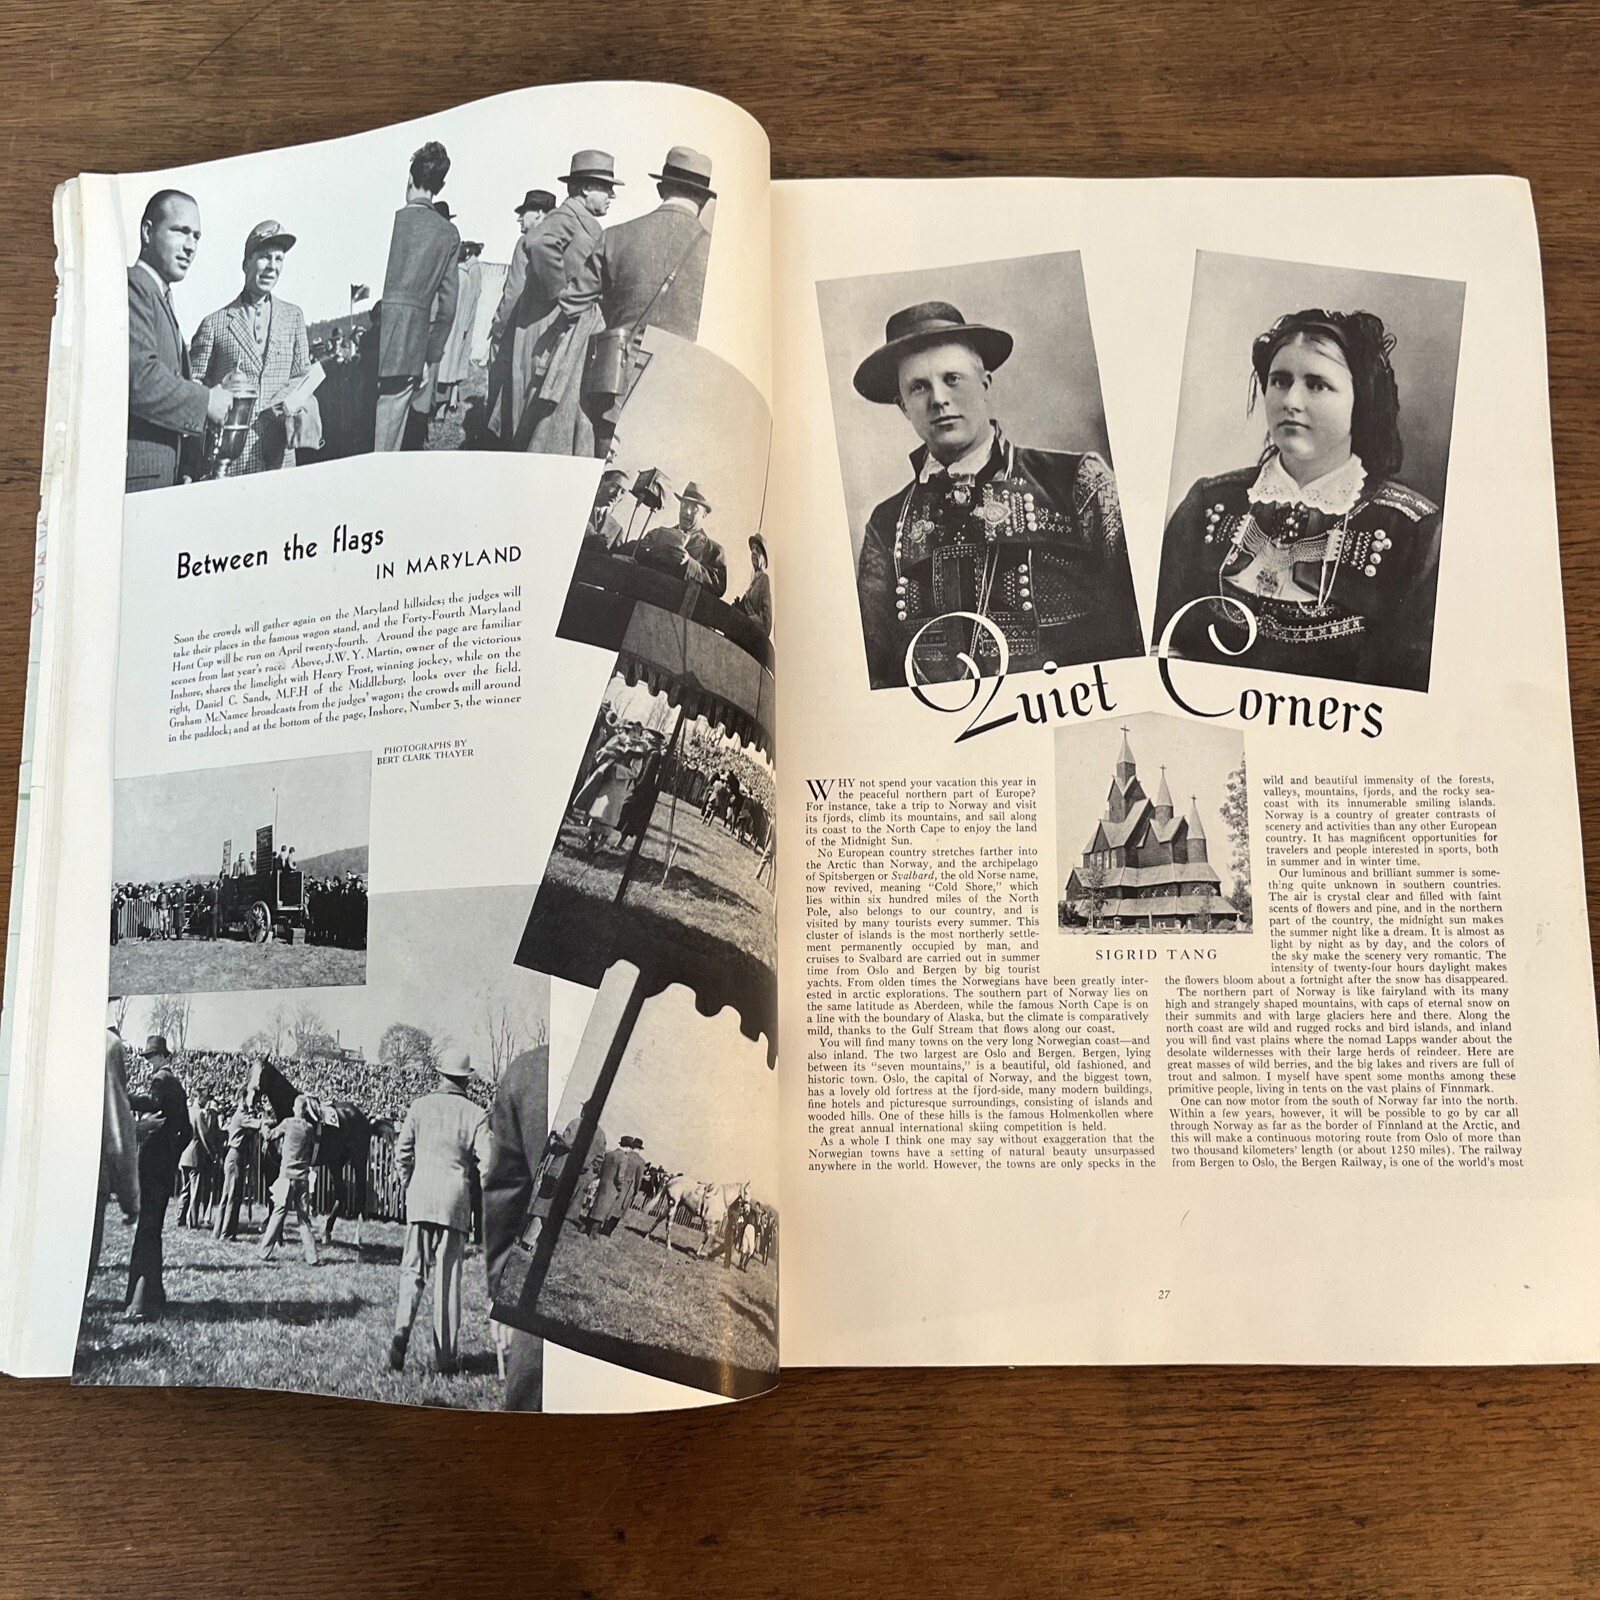 Between the flags
IN MARYLAND
Soon the crowds will gather again on the Maryland hillsides; the judges will
take their places in the famous wagon stand, and the Forty-Fourth Maryland
Hunt Cup will be run on April twenty-fourth. Around the page are familiar
scenes from last year's race. Above, J. W. Y. Martin, owner of the victorious
Inshore, shares the limelight with Henry Frost, winning jockey, while on the
right, Daniel C. Sands, M.F.H of the Middleburg, looks over the field.
Graham McNamee broadcasts from the judges' wagon; the crowds mill around
in the paddock; and at the bottom of the page, Inshore, Number 3, the winner
PHOTOGRAPHS BY
BERT CLARK THAYER
Quiet Corners
SIGRID TANG
WHY not spend your vacation this year in
the peaceful northern part of Europe?
For instance, take a trip to Norway and visit
its fjords, climb its mountains, and sail along
its coast to the North Cape to enjoy the land
of the Midnight Sun.
No European country stretches farther into
the Arctic than Norway, and the archipelago
of Spitsbergen or Svalbard, the old Norse name,
now revived, meaning "Cold Shore," which
lies within six hundred miles of the North
Pole, also belongs to our country, and is
visited by many tourists every summer. This
cluster of islands is the most northerly settle-
ment permanently occupied by man, and
cruises to Svalbard are carried out in summer
time from Oslo and Bergen by big tourist
yachts. From olden times the Norwegians have been greatly inter-
ested in arctic explorations. The southern part of Norway lies on
the same latitude as Aberdeen, while the famous North Cape is on
a line with the boundary of Alaska, but the climate is comparatively
mild, thanks to the Gulf Stream that flows along our coast.
You will find many towns on the very long Norwegian coast—and
also inland. The two largest are Oslo and Bergen. Bergen, lying
between its "seven mountains," is a beautiful, old fashioned, and
historic town. Oslo, the capital of Norway, and the biggest town,
has a lovely old fortress at the fjord-side, many modern buildings,
fine hotels and picturesque surroundings, consisting of islands and
wooded hills. One of these hills is the famous Holmenkollen where
the great annual international skiing competition is held.
As a whole I think one may say without exaggeration that the
Norwegian towns have a setting of natural beauty unsurpassed
anywhere in the world. However, the towns are only specks in the
wild and beautiful immensity of the forests,
valleys, mountains, fjords, and the rocky sea-
coast with its innumerable smiling islands.
Norway is a country of greater contrasts of
scenery and activities than any other European
country. It has magnificent opportunities for
travelers and people interested in sports, both
in summer and in winter time.
Our luminous and brilliant summer is some-
thing quite unknown in southern countries.
The air is crystal clear and filled with faint
scents of flowers and pine, and in the northern
part of the country, the midnight sun makes
the summer night like a dream. It is almost as
light by night as by day, and the colors of
the sky make the scenery very romantic. The
intensity of twenty-four hours daylight makes
the flowers bloom about a fortnight after the snow has disappeared.
The northern part of Norway is like fairyland with its many
high and strangely shaped mountains, with caps of eternal snow on
their summits and with large glaciers here and there. Along the
north coast are wild and rugged rocks and bird islands, and inland
you will find vast plains where the nomad Lapps wander over the
desolate wildernesses with their large herds of reindeer. Here are
great masses of wild berries, and the big lakes and rivers are full of
trout and salmon. I myself have spent some months among these
primitive people, living in tents on the vast plains of Finnmark.
One can now motor from the south of Norway far into the north.
Within a few years, however, it will be possible to go by car all
through Norway as far as the border of Finnland at the Arctic, and
this will make a continuous motoring route from Oslo of more than
two thousand kilometers' length (or about 1250 miles). The railway
from Bergen to Oslo, the Bergen Railway, is one of the world's most
27